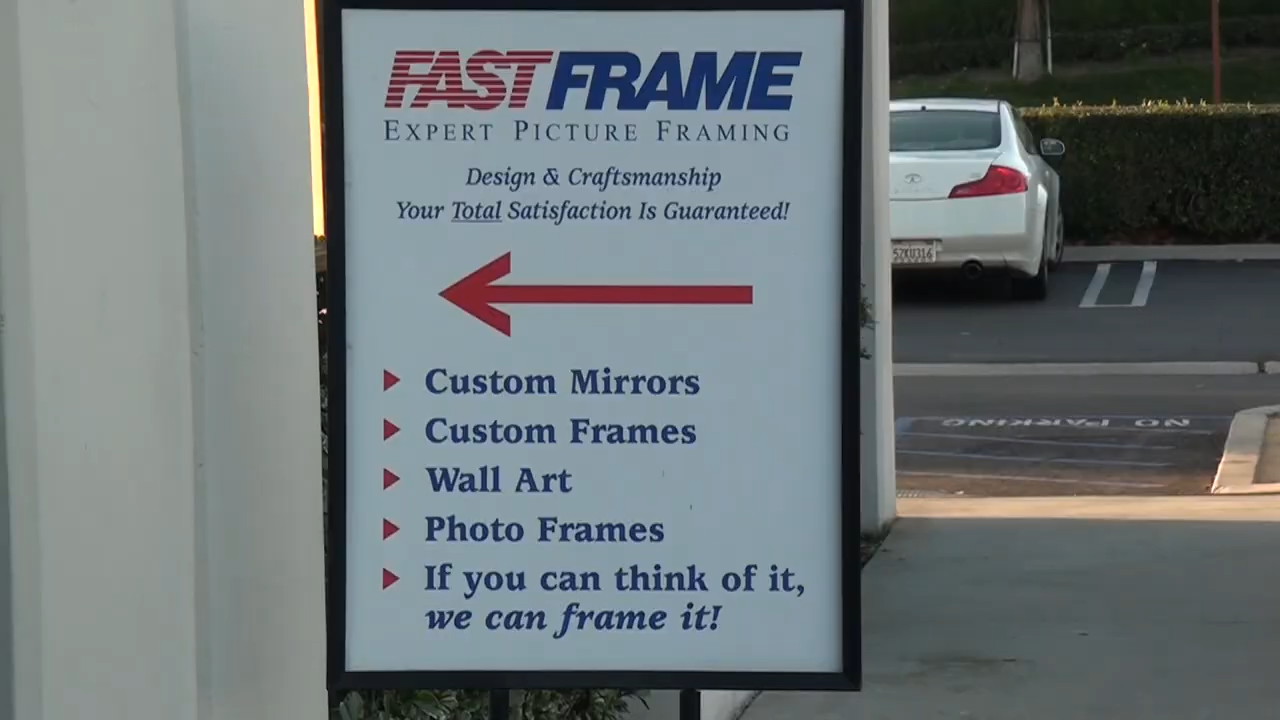 FASTFRAME
EXPERT PICTURE FRAMING
Design & Craftsmanship
Your Total Satisfaction Is Guaranteed!
Custom Mirrors
Custom Frames
Wall Art
Photo Frames
If you can think of it,
we can frame it!
NO PARKING